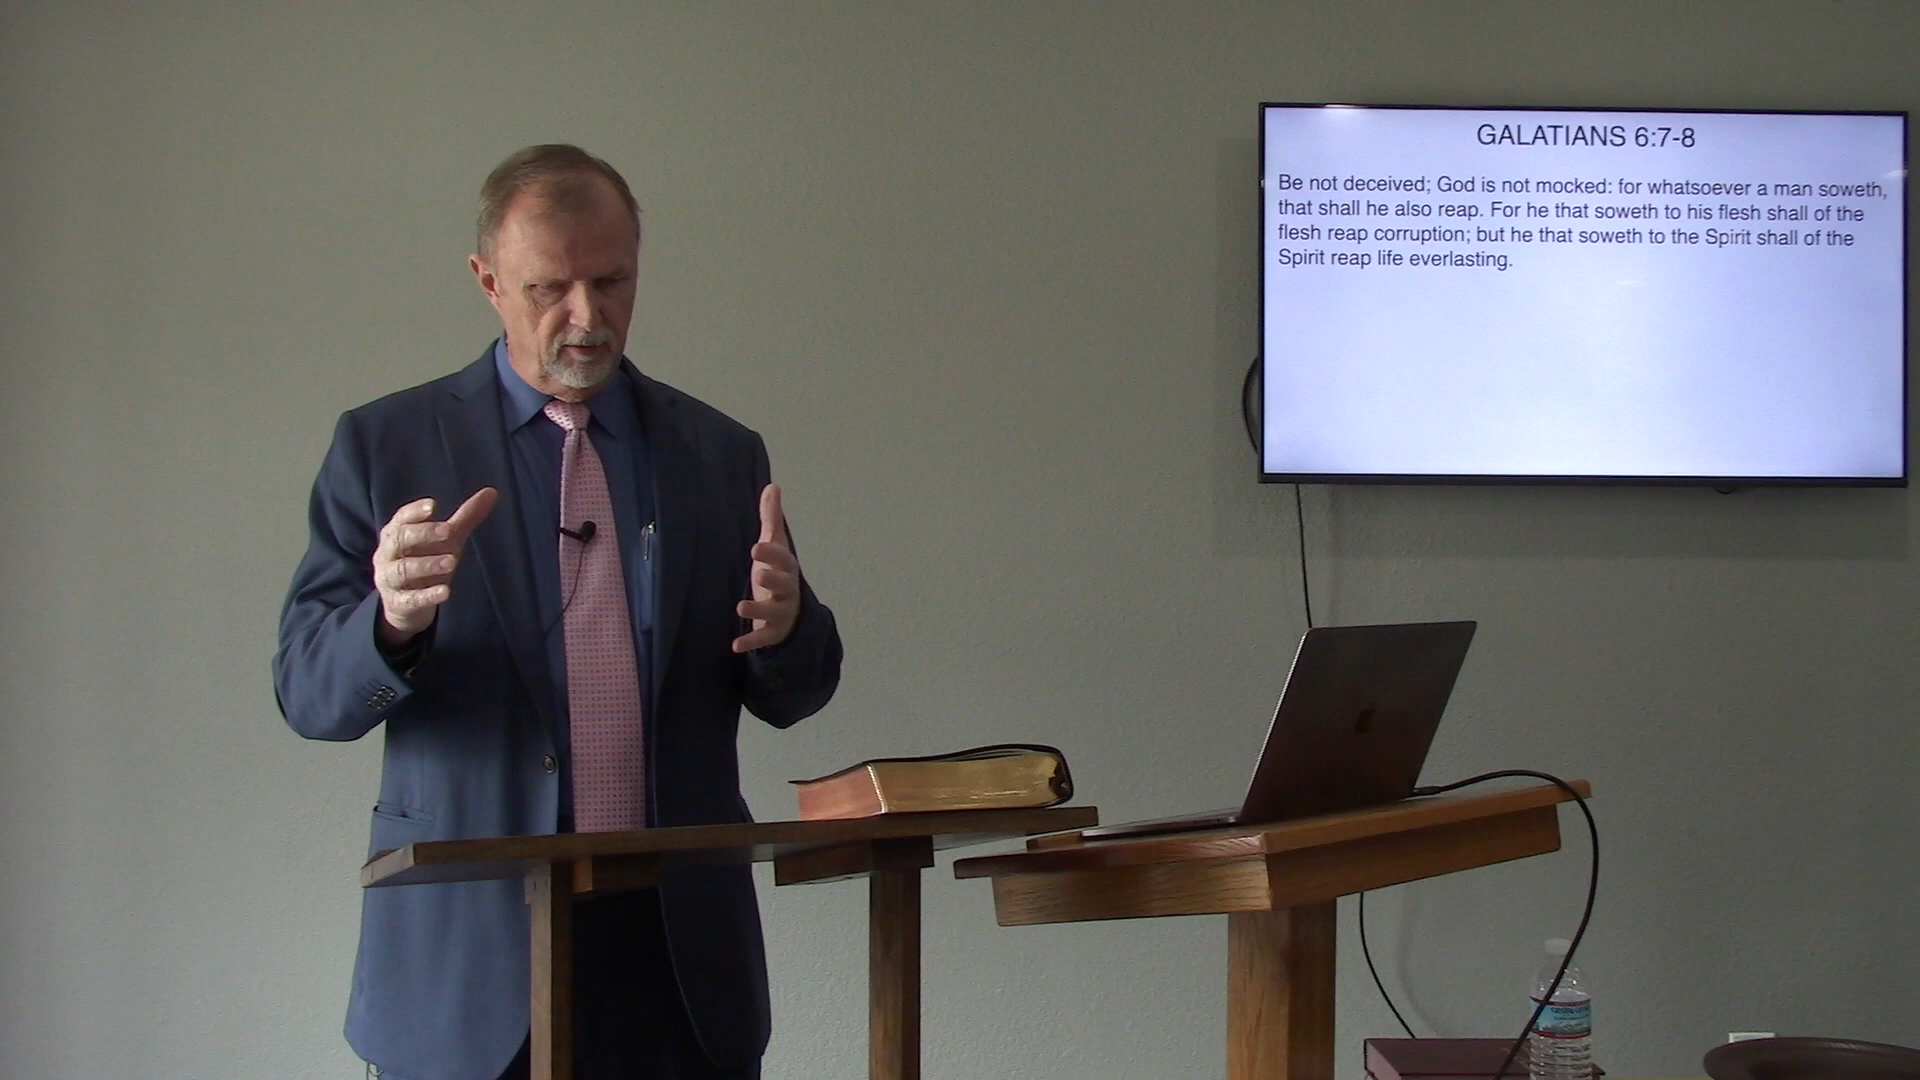 GALATIANS 6:7-8
Be not deceived; God is not mocked: for whatsoever a man soweth,
that shall he also reap. For he that soweth to his flesh shall of the
flesh reap corruption; but he that soweth to the Spirit shall of the
Spirit reap life everlasting.